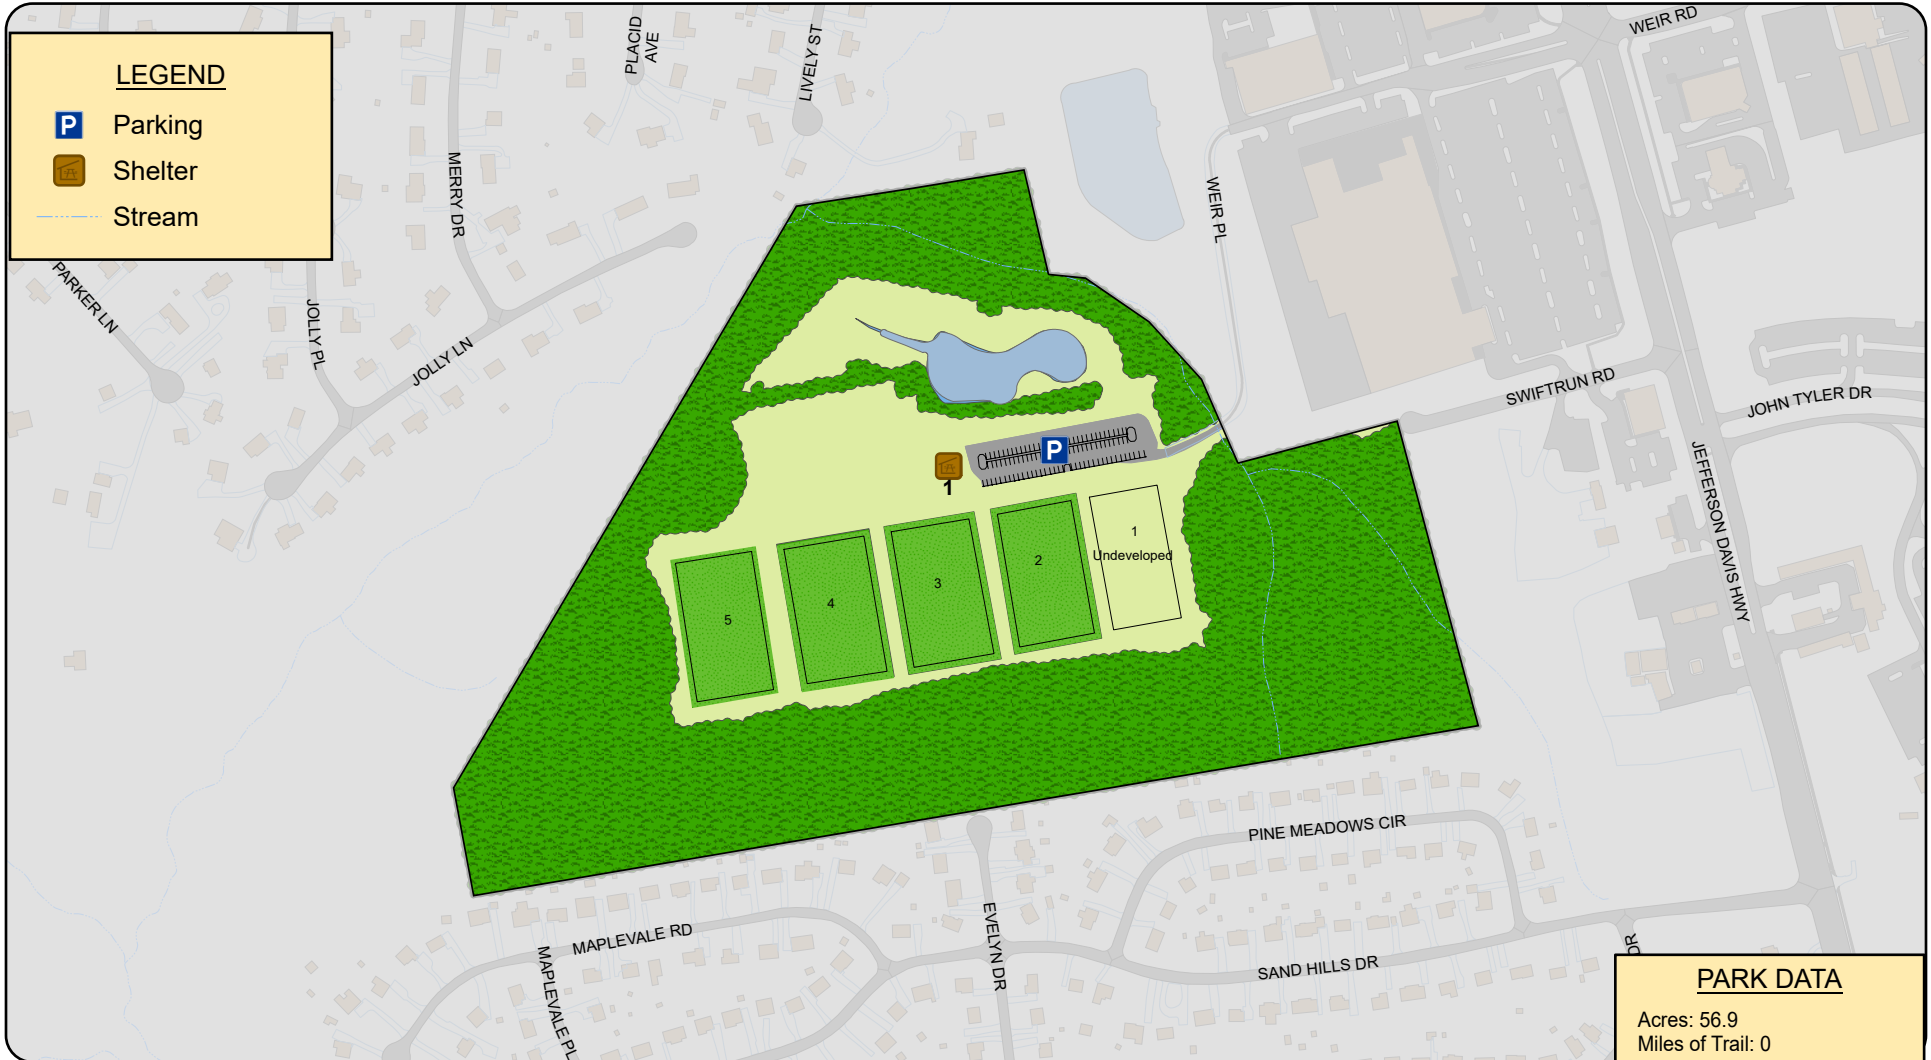 LEGEND
P Parking
Shelter
Stream
PLACID
AVE
LIVELY ST
MERRY DR
PARKER LN
JOLLY PL
JOLLY LN
WEIR RD
WEIR PL
SWIFTRUN RD
JOHN TYLER DR
JEFFERSON DAVIS HWY
P
1
1
Undeveloped
2
3
4
5
PINE MEADOWS CIR
MAPLEVALE RD
MAPLEVALE PL
EVELYN DR
SAND HILLS DR
DR
PARK DATA
Acres: 56.9
Miles of Trail: 0